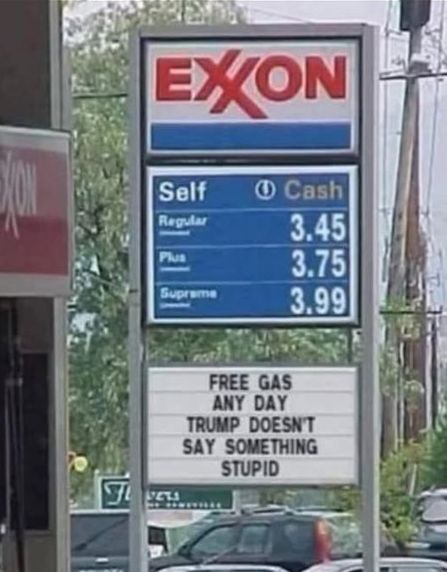 EXXON
XON
Self Cash
Regular 3.45
Plus 3.75
Supreme 3.99
FREE GAS
ANY DAY
TRUMP DOESN'T
SAY SOMETHING
STUPID